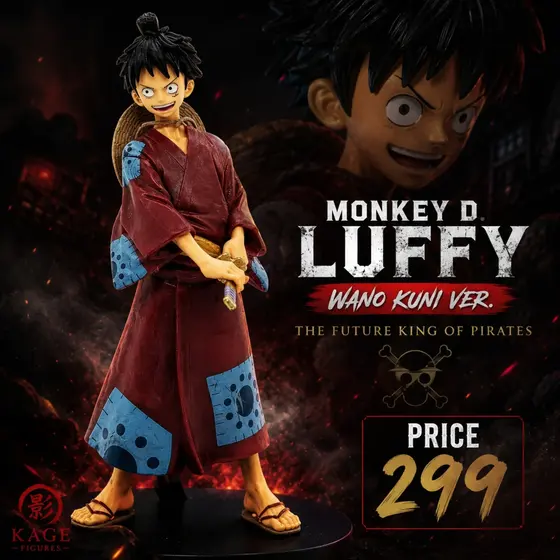 MONKEY D.
LUFFY
WANO KUNI VER.
THE FUTURE KING OF PIRATES
PRICE
299
影
KAGE
FIGURES